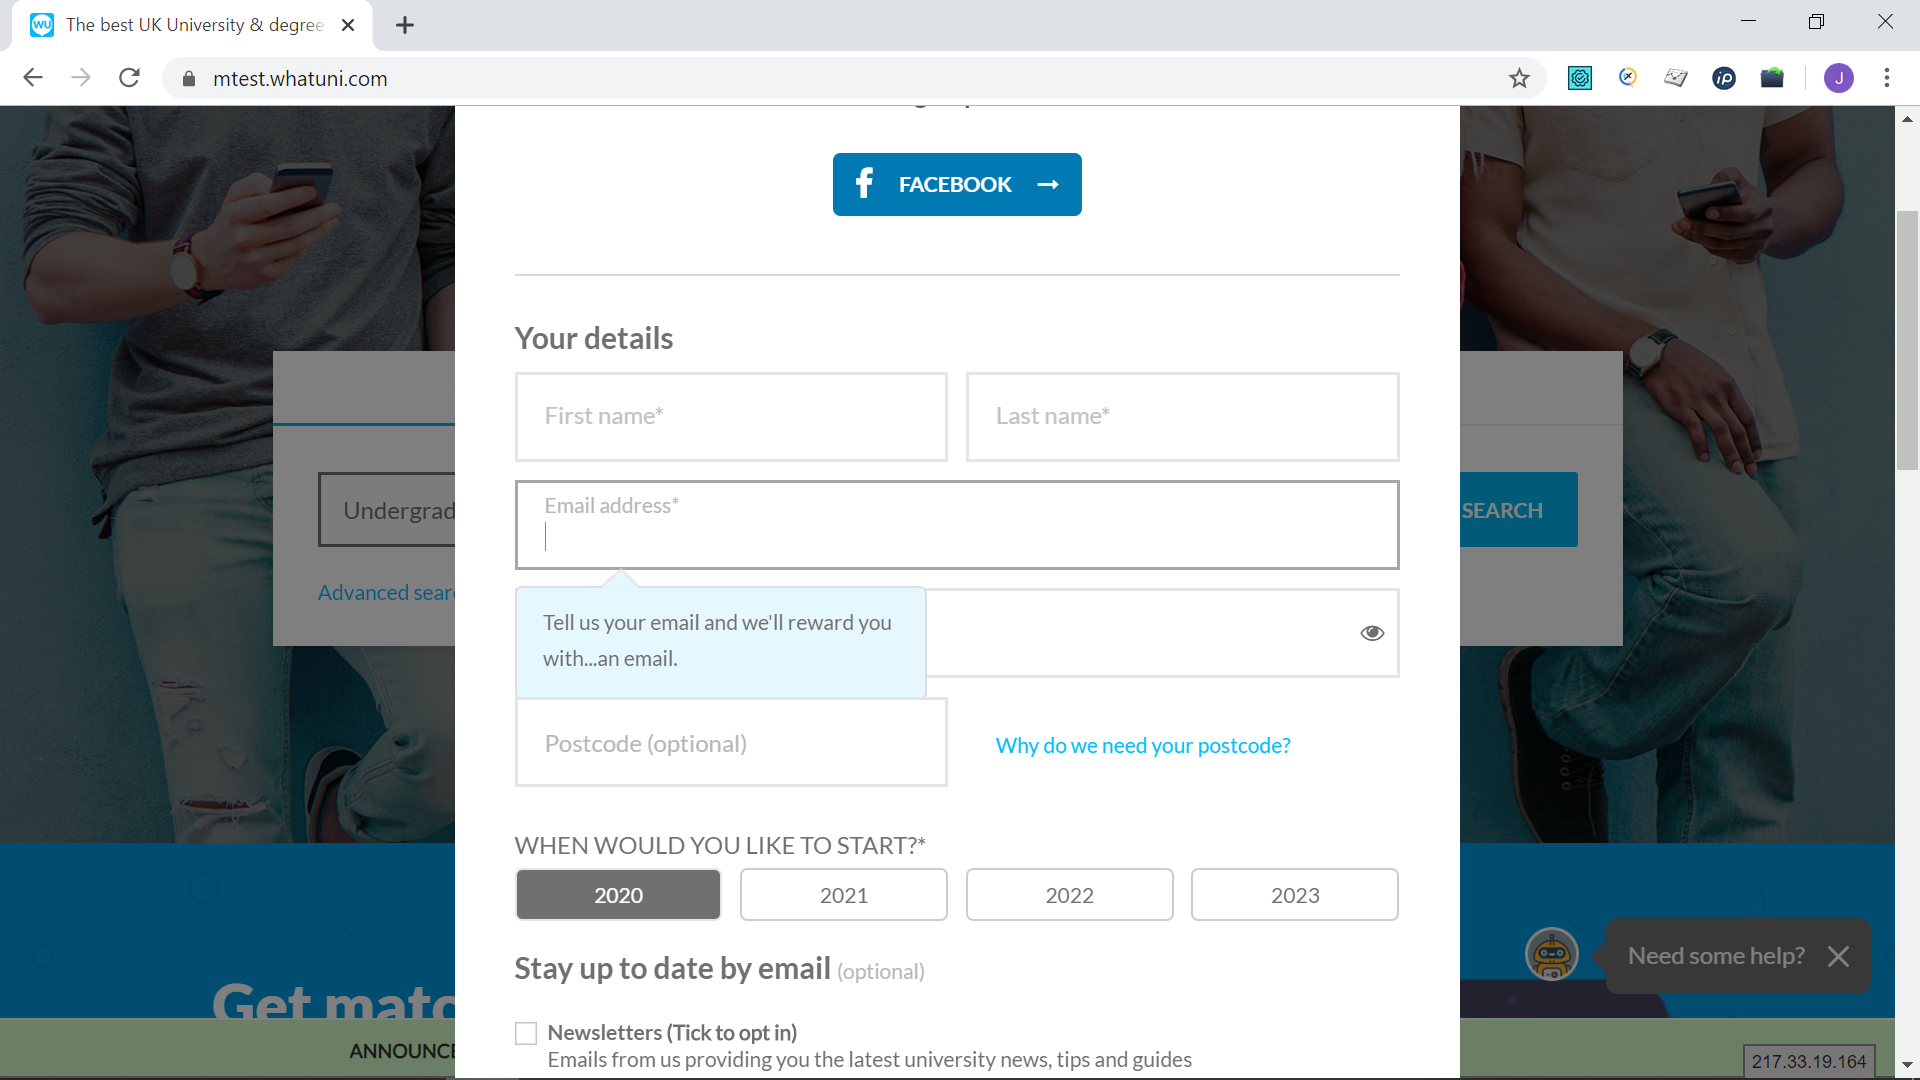 WU The best UK University & degree
mtest.whatuni.com
ip
J
FACEBOOK
Your details
First name*
Last name*
Email address*
Undergrad
SEARCH
Advanced sear
Tell us your email and we'll reward you
with...an email.
Postcode (optional)
Why do we need your postcode?
WHEN WOULD YOU LIKE TO START?*
2020
2021
2022
2023
Need some help?
Stay up to date by email (optional)
Get matc
Newsletters (Tick to opt in)
ANNOUNCE
Emails from us providing you the latest university news, tips and guides
217.33.19.164